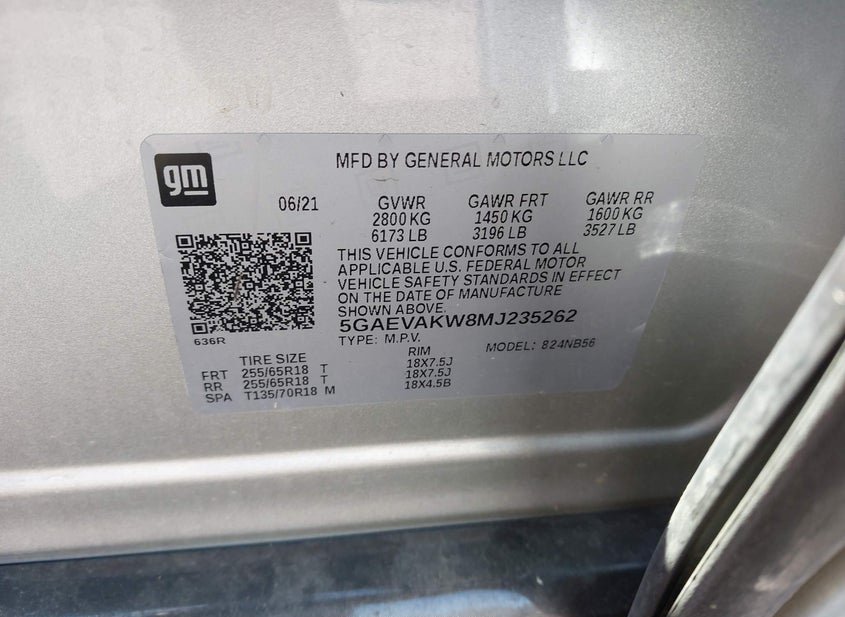 gm
MFD BY GENERAL MOTORS LLC
06/21 GVWR GAWR FRT GAWR RR
2800 KG 1450 KG 1600 KG
6173 LB 3196 LB 3527 LB
THIS VEHICLE CONFORMS TO ALL
APPLICABLE U.S. FEDERAL MOTOR
VEHICLE SAFETY STANDARDS IN EFFECT
ON THE DATE OF MANUFACTURE
SHOWN ABOVE.
5GAEVAKW8MJ235262
636R
TYPE: M.P.V. MODEL: 824NB56
TIRE SIZE RIM
FRT 255/65R18 T 18X7.5J
RR 255/65R18 T 18X7.5J
SPA T135/70R18 M 18X4.5B